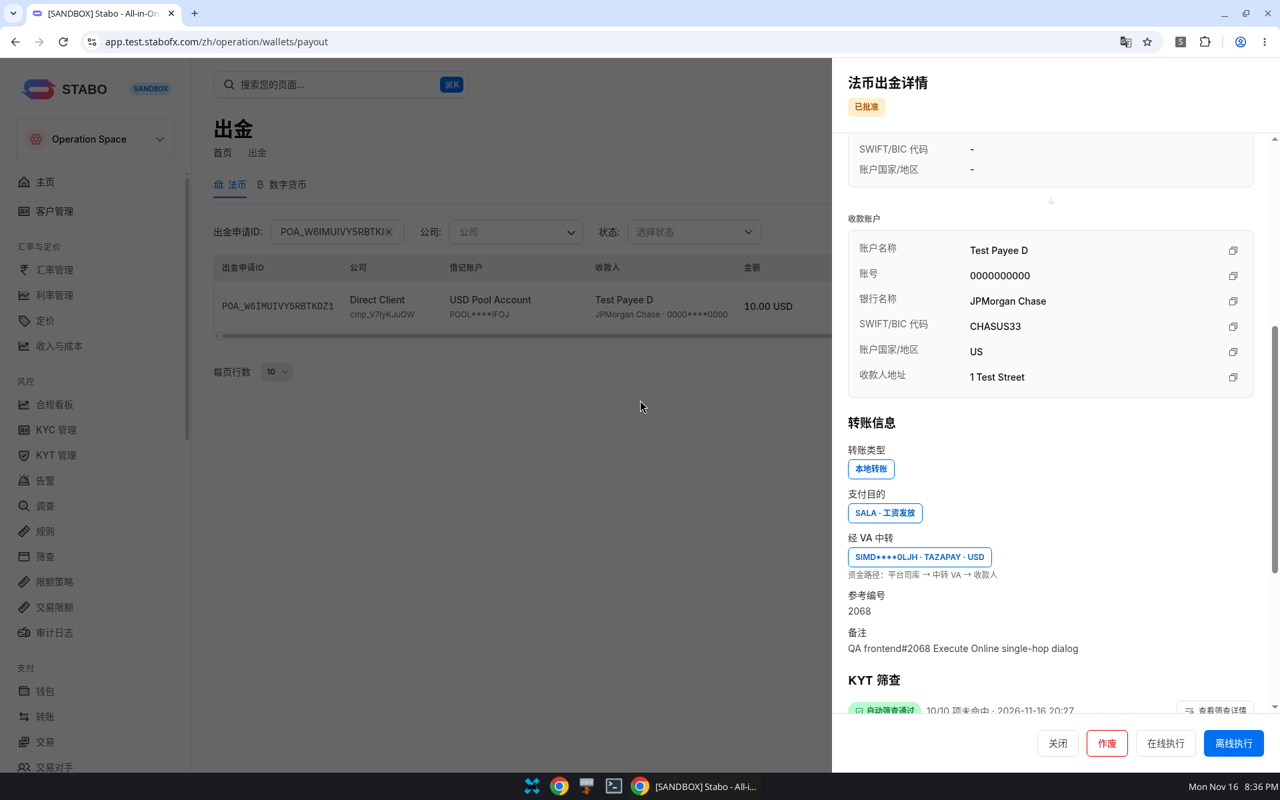 [SANDBOX] Stabo - All-in-On
app.test.stabofx.com/zh/operation/wallets/payout
S
STABO
SANDBOX
Operation Space
主页
客户管理
汇率与定价
汇率管理
利率管理
定价
收入与成本
风控
合规看板
KYC 管理
KYT 管理
告警
调查
规则
筛查
限额策略
交易限额
审计日志
支付
钱包
转账
交易
交易对手
搜索您的页面...
⌘K
出金
首页 - 出金
法币
数字货币
出金申请ID:
POA_W6IMUIVY5RBTKI
公司:
公司
状态:
选择状态
出金申请ID 公司 借记账户 收款人 金额
POA_W6IMUIVY5RBTKDZ1
Direct Client
cmp_V7lyKJuOW
USD Pool Account
POOL****IFOJ
Test Payee D
JPMorgan Chase · 0000****0000
10.00 USD
每页行数
10
法币出金详情
已批准
SWIFT/BIC 代码 -
账户国家/地区 -
↓
收款账户
账户名称 Test Payee D
账号 0000000000
银行名称 JPMorgan Chase
SWIFT/BIC 代码 CHASUS33
账户国家/地区 US
收款人地址 1 Test Street
转账信息
转账类型
本地转账
支付目的
SALA · 工资发放
经 VA 中转
SIMD****0LJH · TAZAPAY · USD
资金路径：平台司库 → 中转 VA → 收款人
参考编号
2068
备注
QA frontend#2068 Execute Online single-hop dialog
KYT 筛查
自动筛查通过
10/10 项未命中 · 2026-11-16 20:27
查看筛查详情
关闭
作废
在线执行
离线执行
[SANDBOX] Stabo - All-i...
Mon Nov 16 8:36 PM